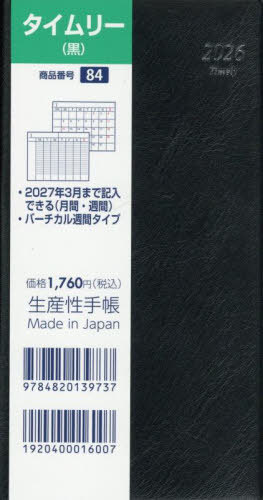 タイムリー
(黒)
商品番号 84
・2027年3月まで記入
できる(月間・週間)
・バーチカル週間タイプ
価格1,760円(税込)
生産性手帳
Made in Japan
9784820139737
1920400016007
2026
Timely